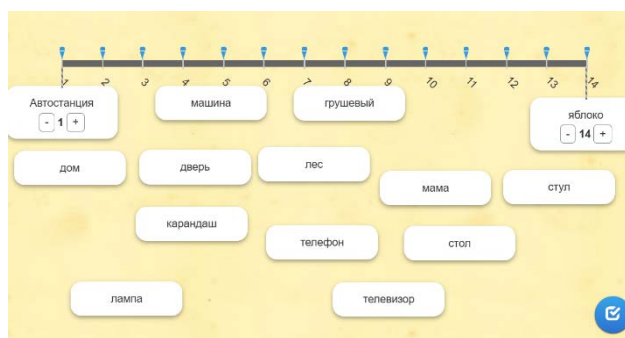 1 2 3 4 5 6 7 8 9 10 11 12 13 14
Автостанция
- 1 +
машина
грушевый
яблоко
- 14 +
дом
дверь
лес
мама
стул
карандаш
телефон
стол
лампа
телевизор